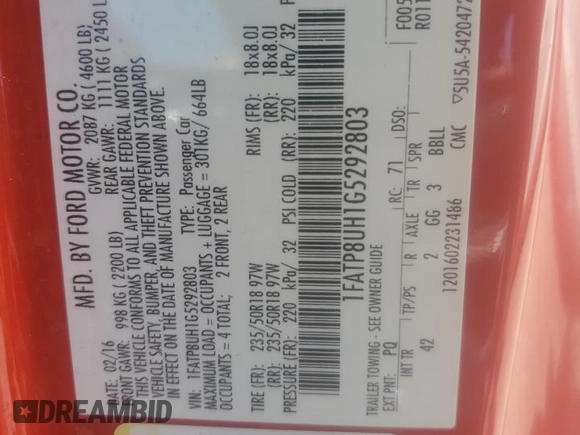 MFD. BY FORD MOTOR CO.
DATE: 02/16 GVWR: 2087 KG (4600 LB)
FRONT GAWR: 998 KG (2200 LB) REAR GAWR: 1111 KG (2450 L
THIS VEHICLE CONFORMS TO ALL APPLICABLE FEDERAL MOTOR
VEHICLE SAFETY, BUMPER, AND THEFT PREVENTION STANDARDS
IN EFFECT ON THE DATE OF MANUFACTURE SHOWN ABOVE.
VIN: 1FATP8UH1G5292803 TYPE: Passenger Car
MAXIMUM LOAD = OCCUPANTS + LUGGAGE = 301KG/ 664LB
OCCUPANTS = 4 TOTAL: 2 FRONT, 2 REAR
TIRE (FR): 235/50R18 97W RIMS (FR): 18x8.0J
TIRE (RR): 235/50R18 97W (RR): 18x8.0J
PRESSURE (FR): 220 kPa/ 32 PSI COLD (RR): 220 kPa/ 32 P
1FATP8UH1G5292803
F005
R011
TRAILER TOWING - SEE OWNER GUIDE
EXT PNT: PQ RC: 71 DSO:
INT TR TP/PS R AXLE TR SPR
42 2 GG 3 BBLL
1201602231486 CMC ▽5U5A-5420472
DREAMBID